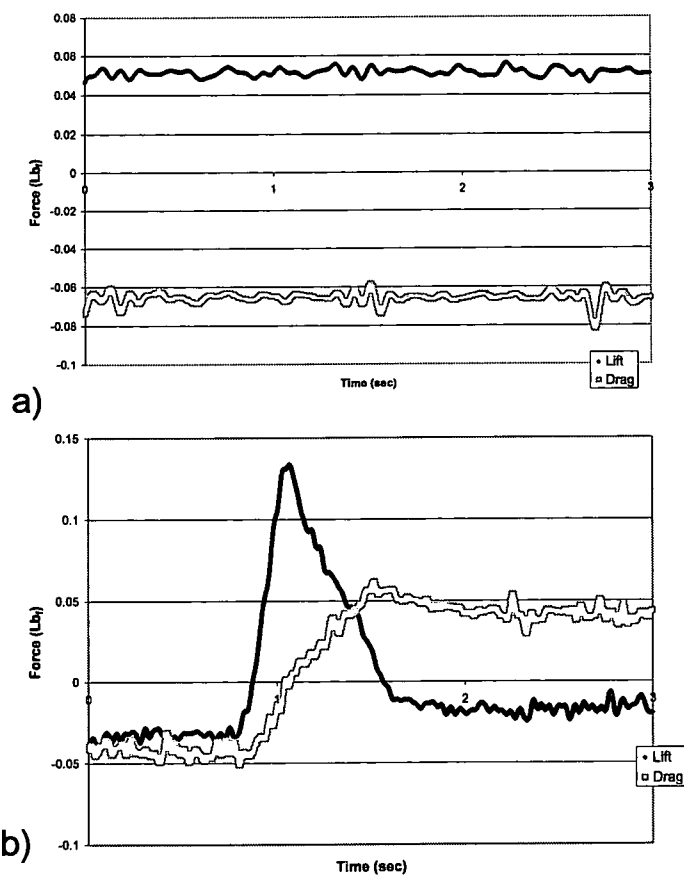 0.08
0.06
0.04
0.02
0
-0.02
-0.04
-0.06
-0.08
-0.1
Force (Lbf)
0 1 2 3
Time (sec)
Lift
Drag
a)
0.15
0.1
0.05
0
-0.05
-0.1
Force (Lbf)
0 1 2 3
Time (sec)
Lift
Drag
b)